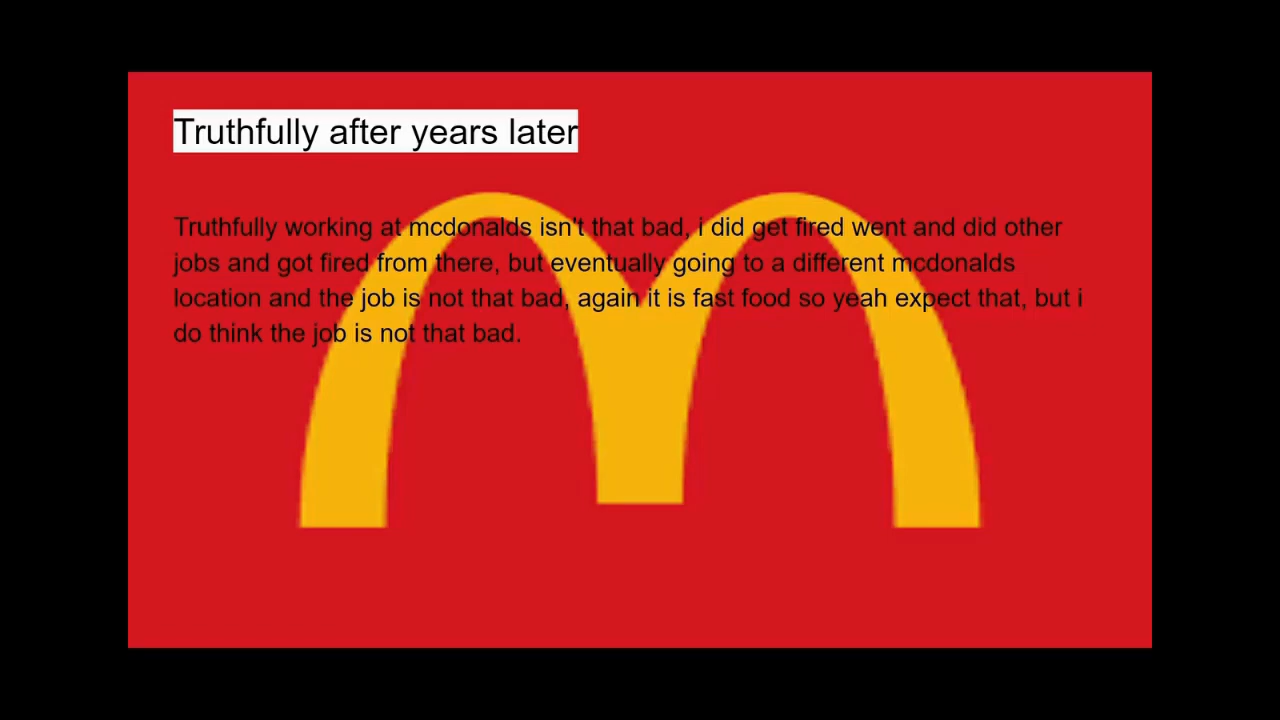 Truthfully after years later
Truthfully working at mcdonalds isn't that bad, i did get fired went and did other
jobs and got fired from there, but eventually going to a different mcdonalds
location and the job is not that bad, again it is fast food so yeah expect that, but i
do think the job is not that bad.